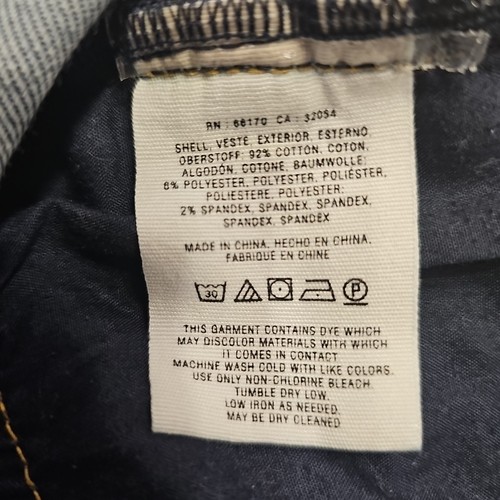 RN : 66170 CA : 32054
SHELL, VESTE, EXTERIOR, ESTERNO
OBERSTOFF: 92% COTTON, COTON,
ALGODÓN, COTONE, BAUMWOLLE;
6% POLYESTER, POLYESTER, POLIÉSTER,
POLIESTERE, POLYESTER;
2% SPANDEX, SPANDEX, SPANDEX,
SPANDEX, SPANDEX
MADE IN CHINA, HECHO EN CHINA,
FABRIQUÉ EN CHINE
30 P
THIS GARMENT CONTAINS DYE WHICH
MAY DISCOLOR MATERIALS WITH WHICH
IT COMES IN CONTACT
MACHINE WASH COLD WITH LIKE COLORS.
USE ONLY NON-CHLORINE BLEACH.
TUMBLE DRY LOW.
LOW IRON AS NEEDED.
MAY BE DRY CLEANED